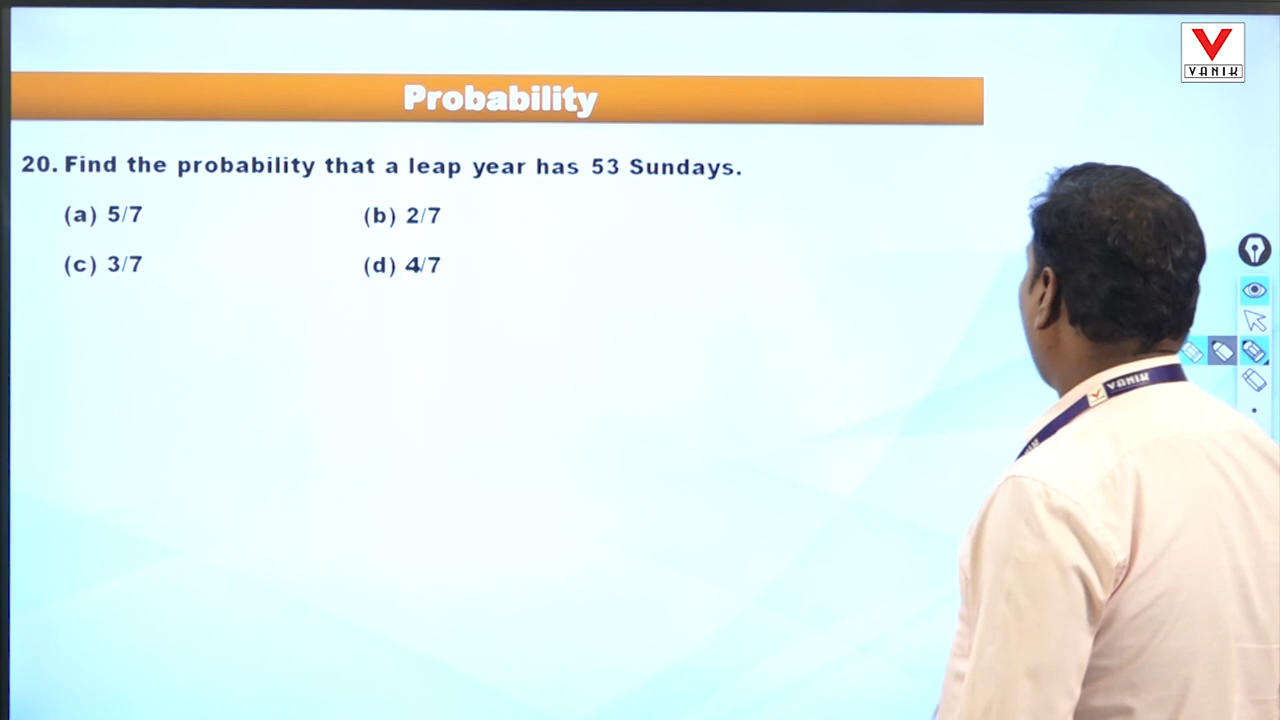 VANIK
Probability
20. Find the probability that a leap year has 53 Sundays.
(a) 5/7 (b) 2/7
(c) 3/7 (d) 4/7
VANIK